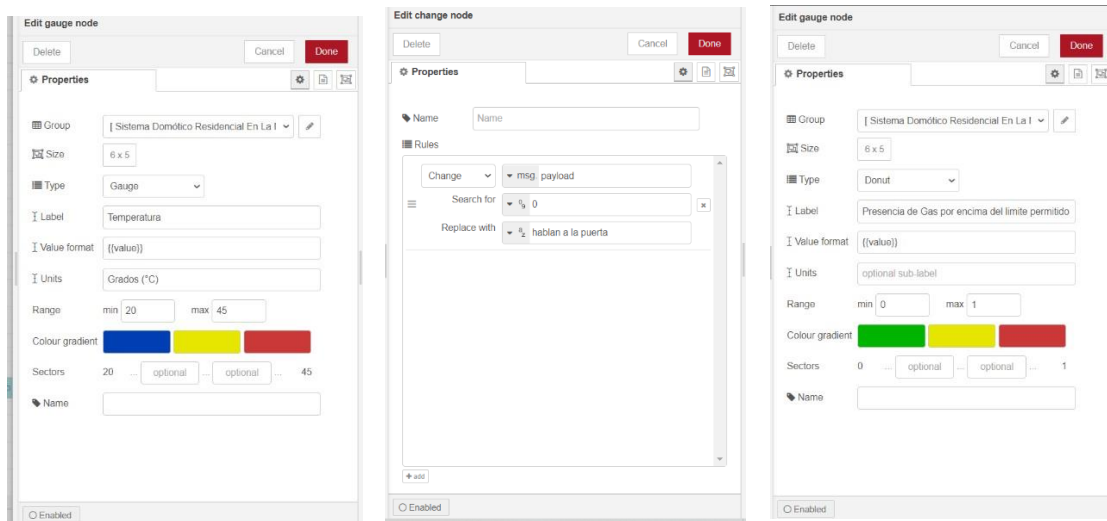 Edit gauge node
Delete
Cancel
Done
Properties
Group
[ Sistema Domótico Residencial En La
Size
6 x 5
Type
Gauge
Label
Temperatura
Value format
{{value}}
Units
Grados (°C)
Range
min 20
max 45
Colour gradient
Sectors
20 ... optional ... optional ... 45
Name
Enabled
Edit change node
Delete
Cancel
Done
Properties
Name
Name
Rules
Change
msg. payload
Search for
0
Replace with
hablan a la puerta
+ add
Enabled
Edit gauge node
Delete
Cancel
Done
Properties
Group
[ Sistema Domótico Residencial En La
Size
6 x 5
Type
Donut
Label
Presencia de Gas por encima del limite permitido
Value format
{{value}}
Units
optional sub-label
Range
min 0
max 1
Colour gradient
Sectors
0 ... optional ... optional ... 1
Name
Enabled